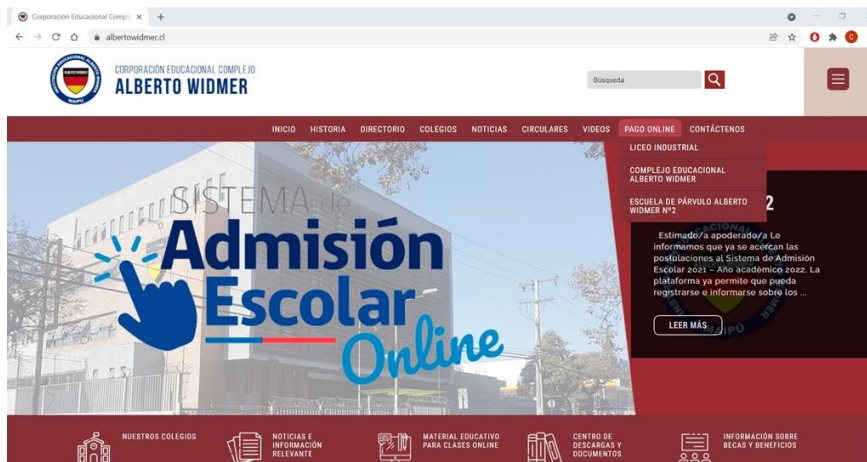 Corporación Educacional Compl
albertowidmer.cl
CORPORACIÓN EDUCACIONAL COMPLEJO
ALBERTO WIDMER
Búsqueda
INICIO HISTORIA DIRECTORIO COLEGIOS NOTICIAS CIRCULARES VIDEOS PAGO ONLINE CONTÁCTENOS
LICEO INDUSTRIAL
COMPLEJO EDUCACIONAL
ALBERTO WIDMER
ESCUELA DE PÁRVULO ALBERTO
WIDMER Nº2
SISTEMA de
Admisión
Escolar
Online
2
Estimado/a apoderado/a Le
informamos que ya se acercan las
postulaciones al Sistema de Admisión
Escolar 2021 – Año académico 2022. La
plataforma ya permite que pueda
registrarse e informarse sobre los ...
LEER MÁS
MAIPÚ
NUESTROS COLEGIOS
NOTICIAS E
INFORMACIÓN
RELEVANTE
MATERIAL EDUCATIVO
PARA CLASES ONLINE
CENTRO DE
DESCARGAS Y
DOCUMENTOS
INFORMACIÓN SOBRE
BECAS Y BENEFICIOS